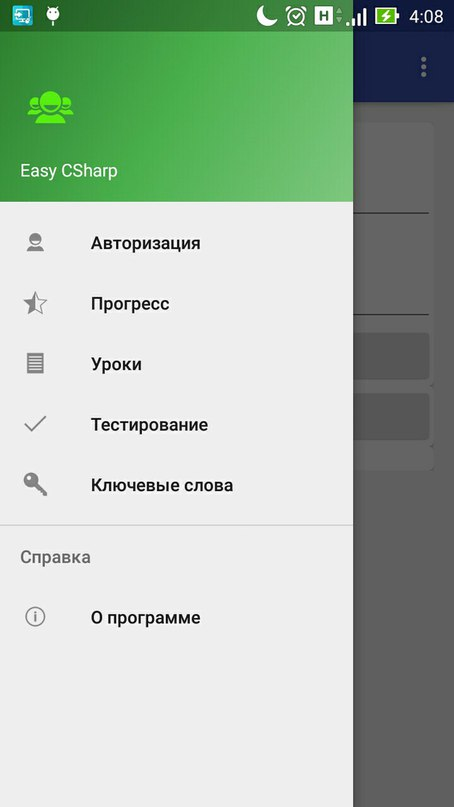 H
4:08
Easy CSharp
Авторизация
Прогресс
Уроки
Тестирование
Ключевые слова
Справка
О программе